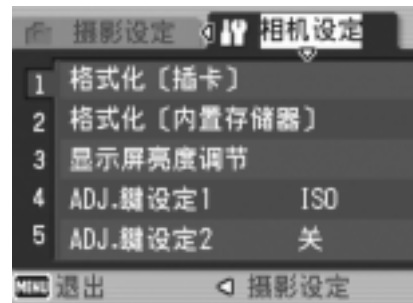 摄影设定 相机设定
1 格式化〔插卡〕
2 格式化〔内置存储器〕
3 显示屏亮度调节
4 ADJ.鍵设定1 ISO
5 ADJ.鍵设定2 关
MENU 退出 摄影设定